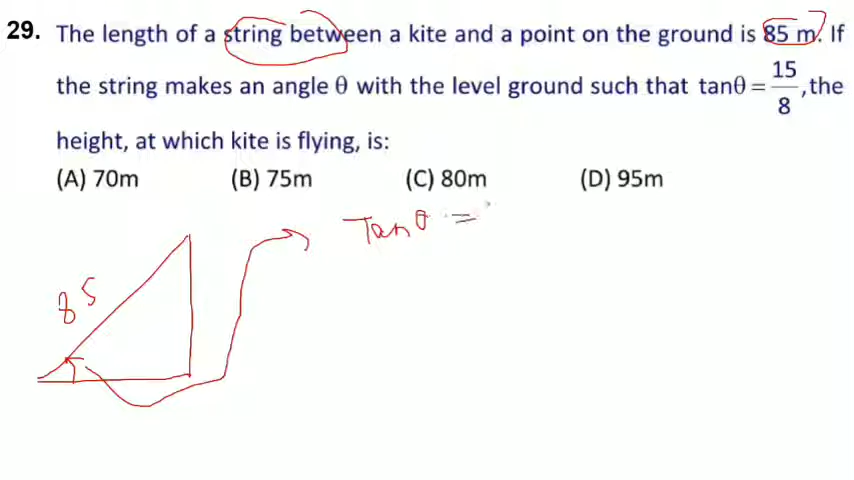 29. The length of a string between a kite and a point on the ground is 85 m. If
the string makes an angle θ with the level ground such that tanθ = 15/8, the
height, at which kite is flying, is:
(A) 70m (B) 75m (C) 80m (D) 95m
Tanθ =
85